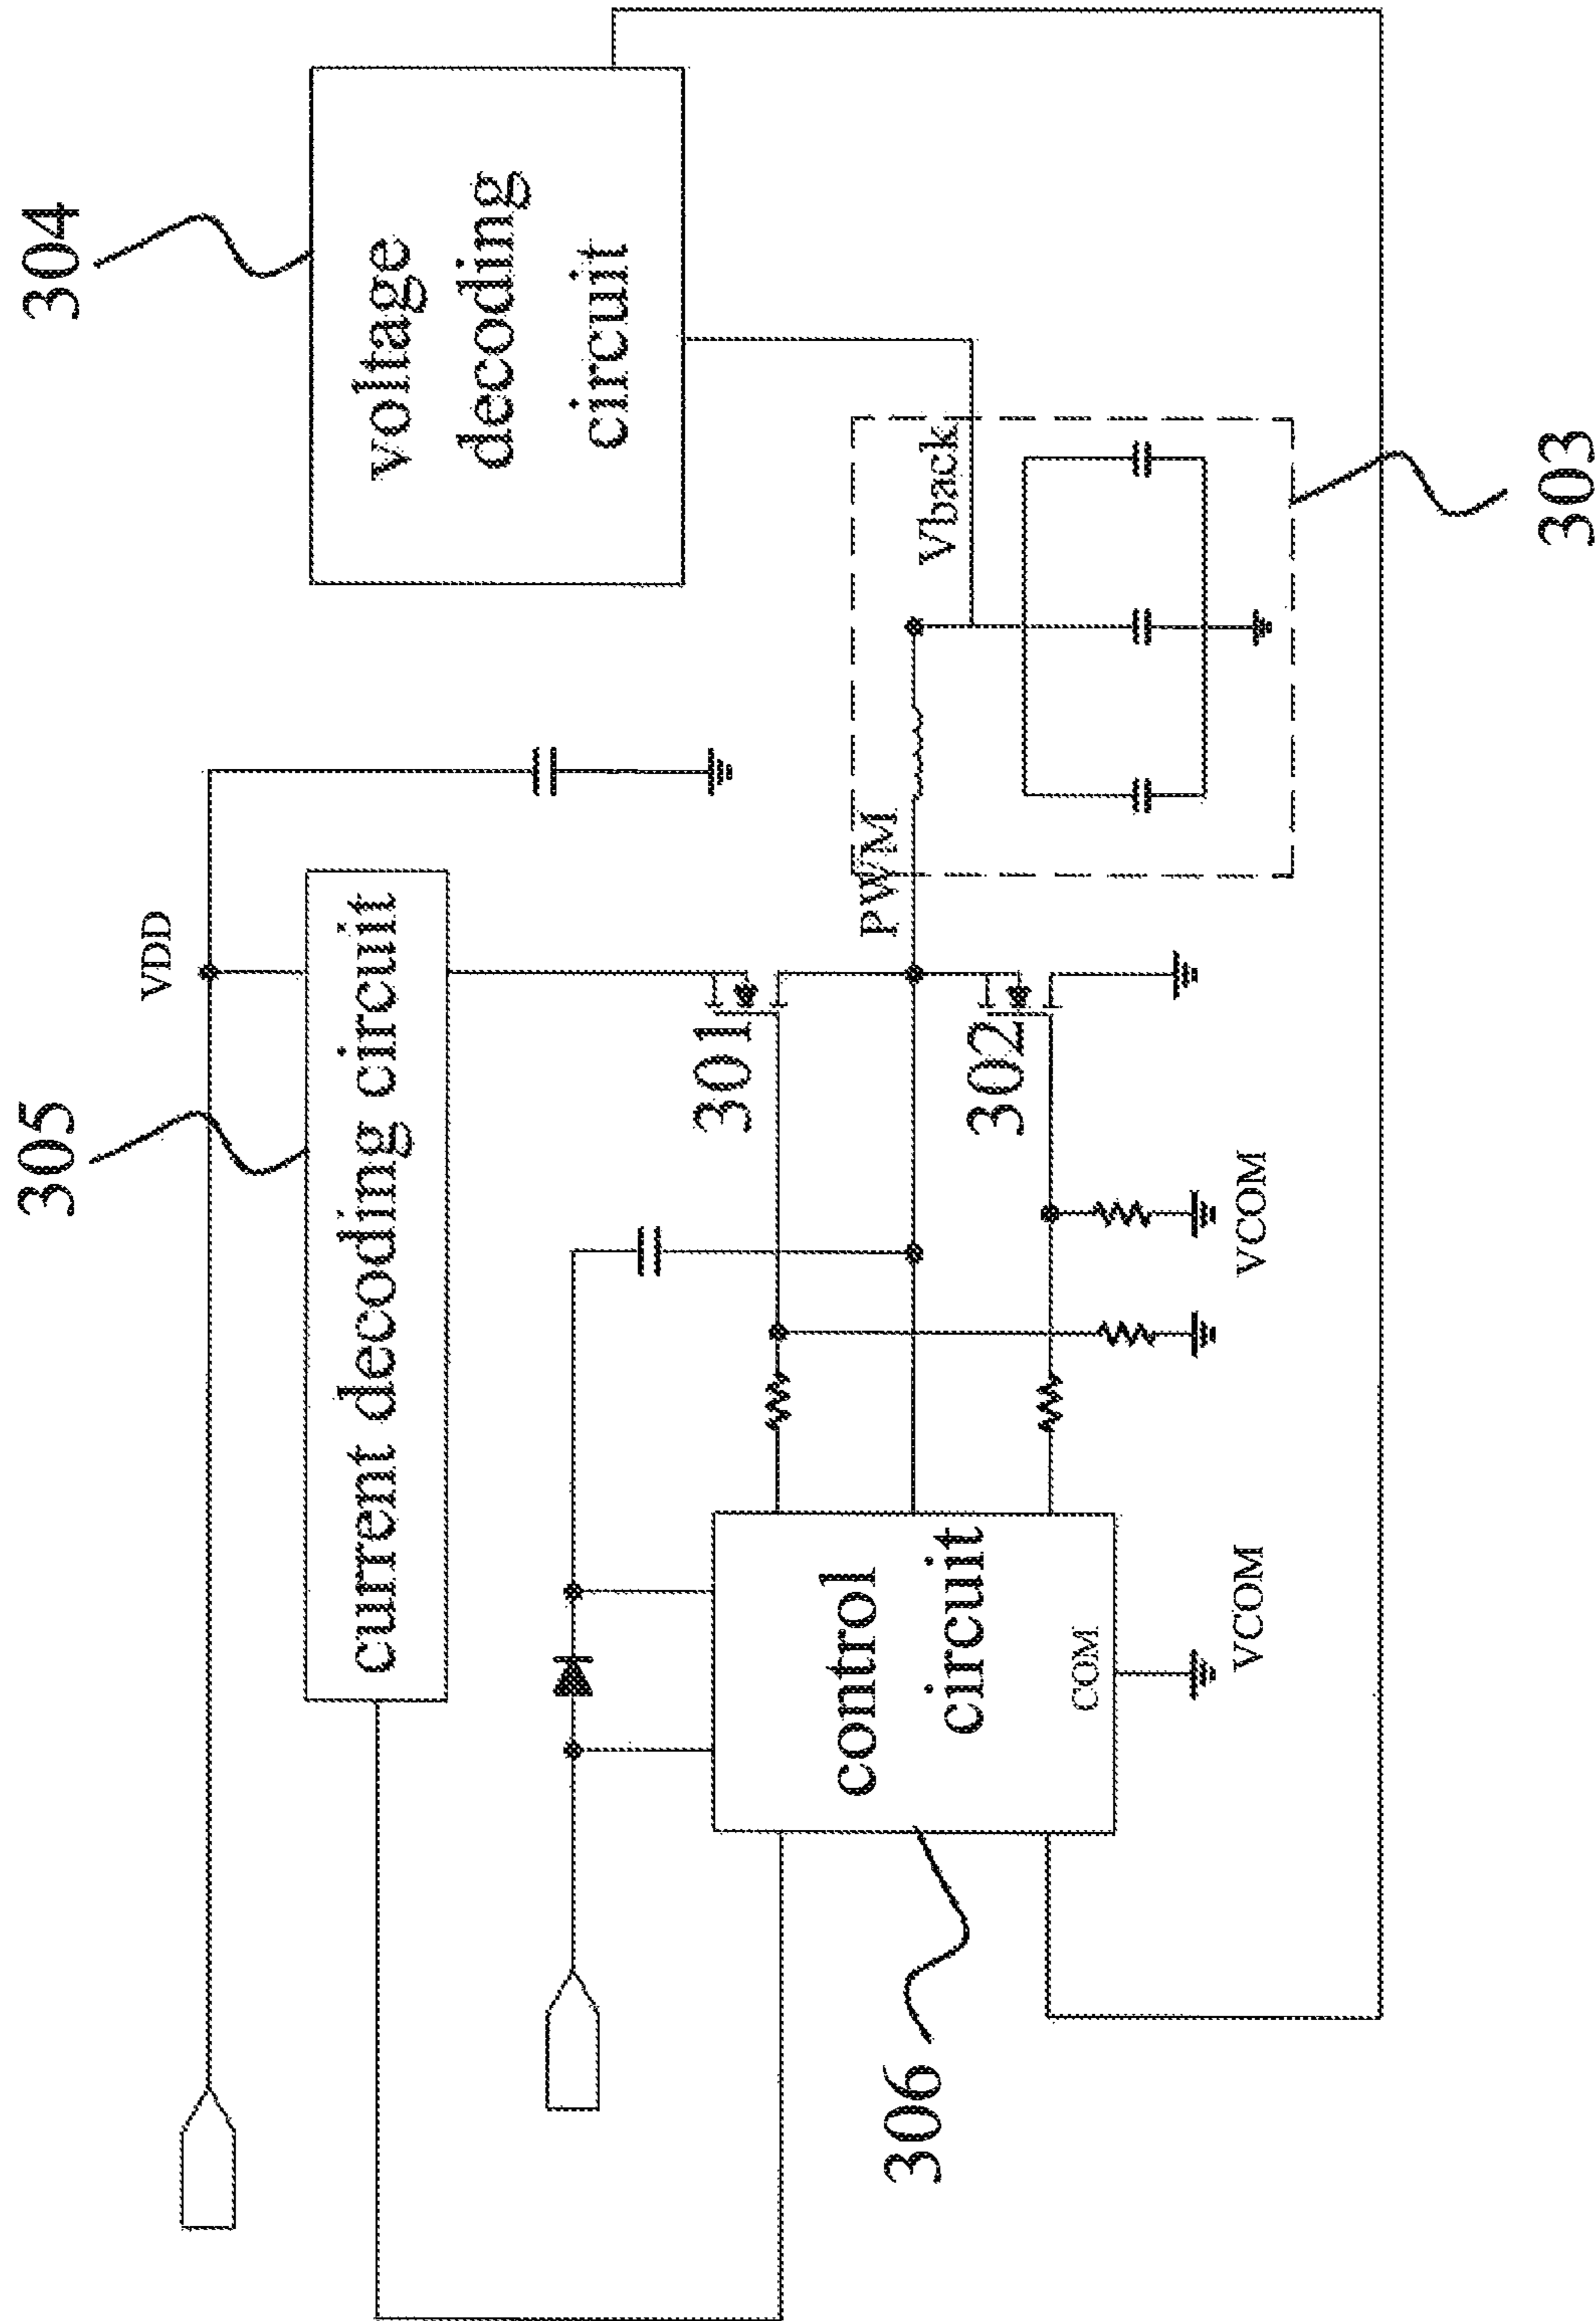 304
voltage
decoding
circuit
305
VDD
current decoding circuit
301
PWM
Vback
302
303
control
circuit
COM
VCOM
VCOM
306